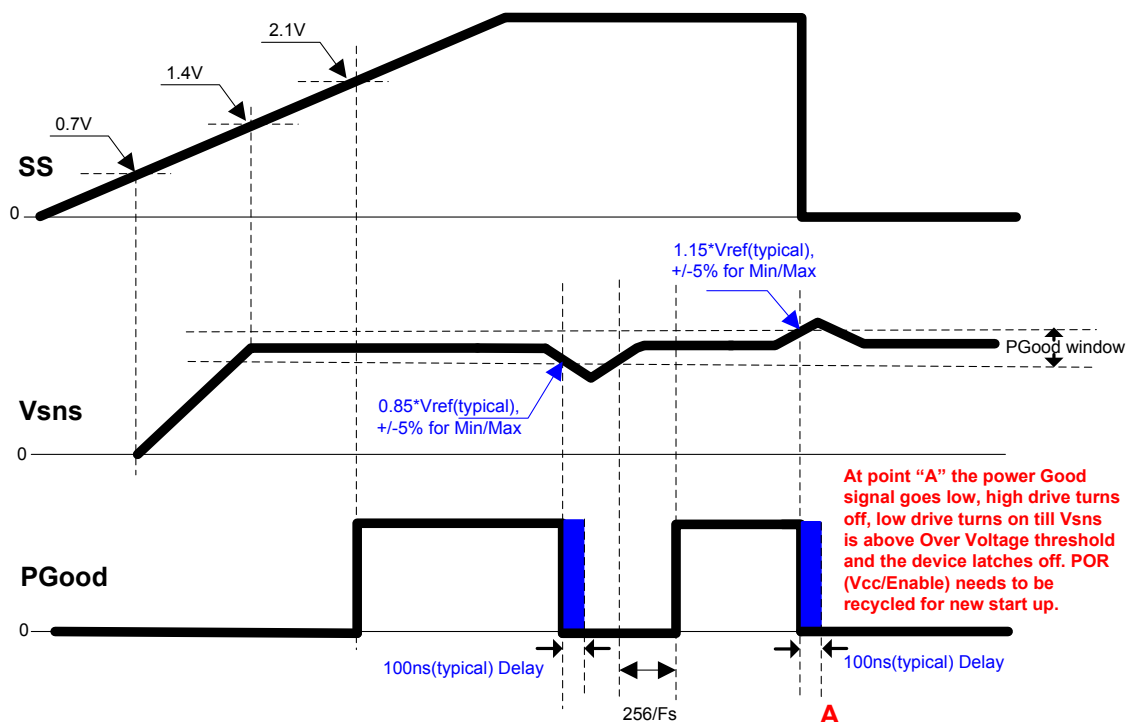 2.1V
1.4V
0.7V
SS
0
1.15*Vref(typical),
+/-5% for Min/Max
PGood window
0.85*Vref(typical),
+/-5% for Min/Max
Vsns
0
At point “A” the power Good
signal goes low, high drive turns
off, low drive turns on till Vsns
is above Over Voltage threshold
and the device latches off. POR
(Vcc/Enable) needs to be
recycled for new start up.
PGood
0
100ns(typical) Delay
100ns(typical) Delay
256/Fs
A